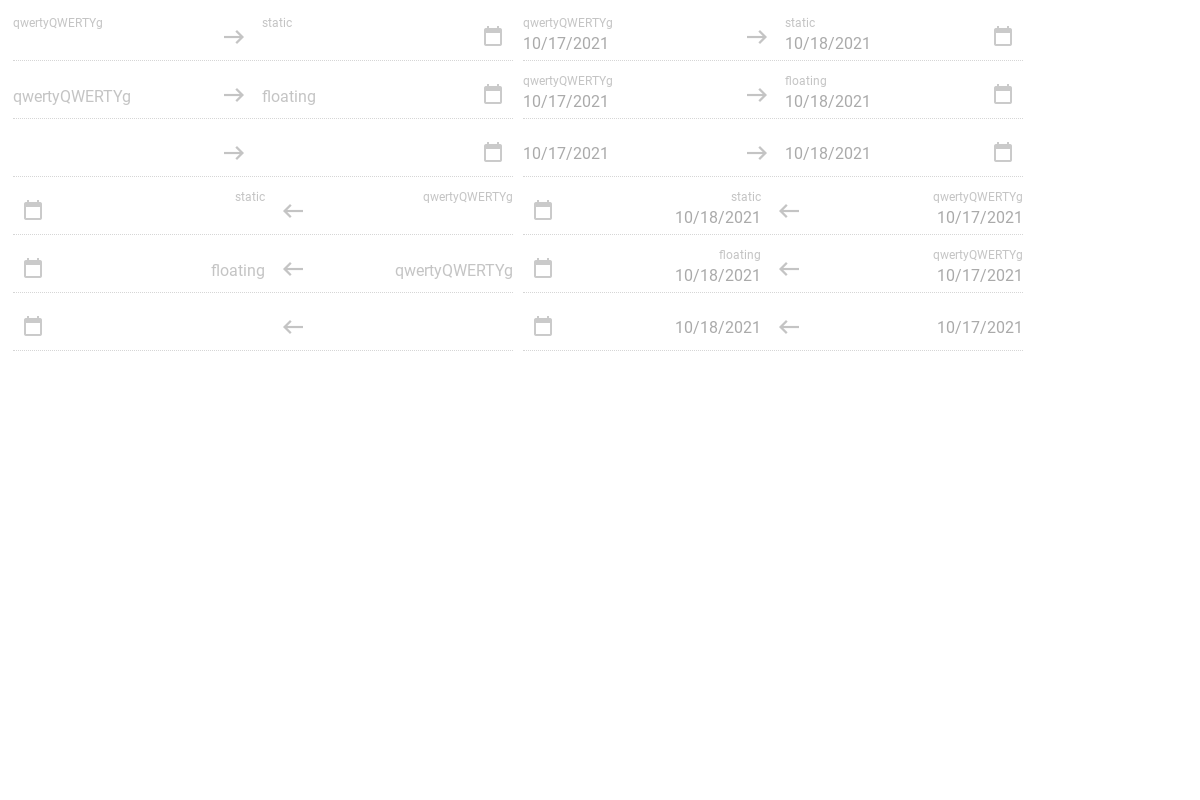 qwertyQWERTYg static qwertyQWERTYg static
10/17/2021 10/18/2021
qwertyQWERTYg floating
qwertyQWERTYg floating 10/17/2021 10/18/2021
10/17/2021 10/18/2021
static qwertyQWERTYg static qwertyQWERTYg
10/18/2021 10/17/2021
floating qwertyQWERTYg
floating qwertyQWERTYg 10/18/2021 10/17/2021
10/18/2021 10/17/2021